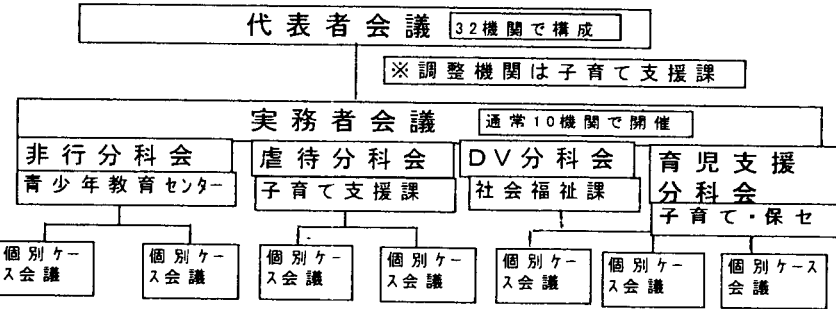 代表者会議
32機関で構成
※調整機関は子育て支援課
実務者会議
通常10機関で開催
非行分科会
青少年教育センター
虐待分科会
子育て支援課
DV分科会
社会福祉課
育児支援
分科会
子育て・保セ
個別ケー
ス会議
個別ケー
ス会議
個別ケー
ス会議
個別ケー
ス会議
個別ケー
ス会議
個別ケー
ス会議
個別ケース
会議